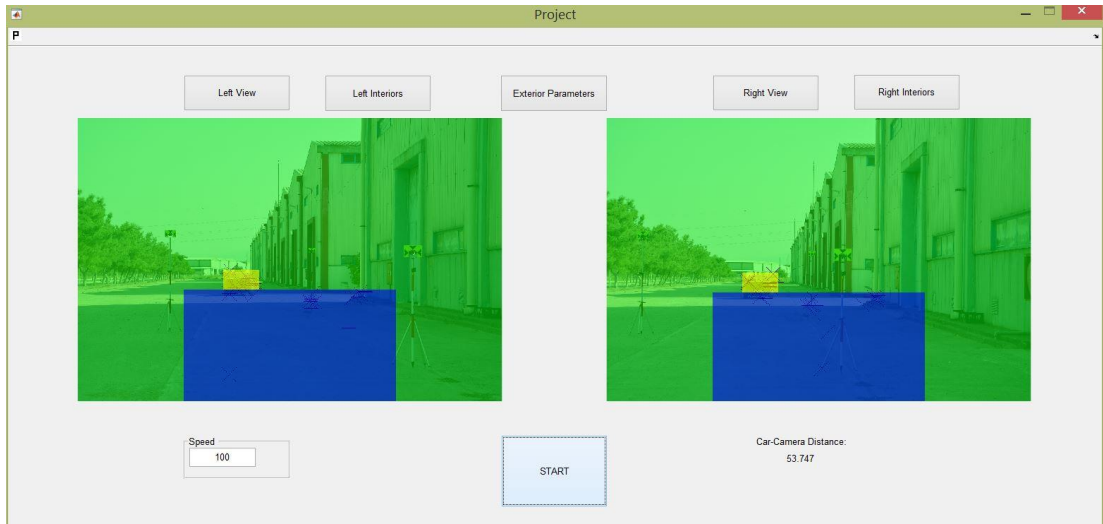 Project
P
Left View
Left Interiors
Exterior Parameters
Right View
Right Interiors
Speed
100
START
Car-Camera Distance:
53.747